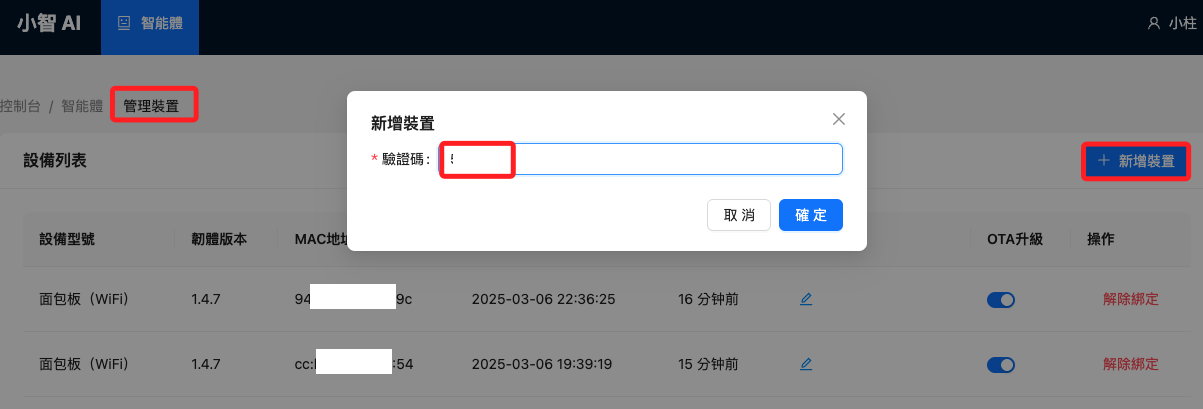 小智 AI 智能體 小柱
控制台 / 智能體 管理裝置
新增裝置
* 驗證碼:
設備列表
+ 新增裝置
取 消 確 定
設備型號 韌體版本 MAC地 OTA升級 操作
面包板（WiFi） 1.4.7 94 9c 2025-03-06 22:36:25 16 分钟前 解除綁定
面包板（WiFi） 1.4.7 cc: :54 2025-03-06 19:39:19 15 分钟前 解除綁定